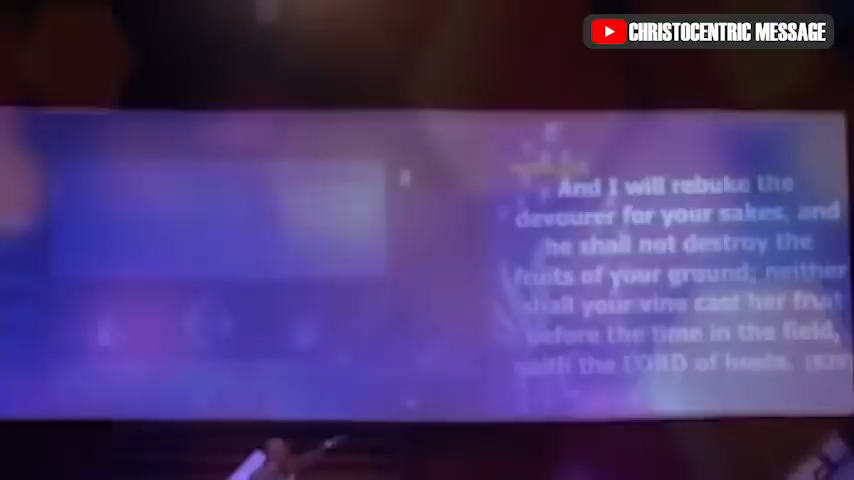 CHRISTOCENTRIC MESSAGE
And I will rebuke the
devourer for your sakes, and
he shall not destroy the
fruits of your ground; neither
shall your vine cast her fruit
before the time in the field,
saith the LORD of hosts.